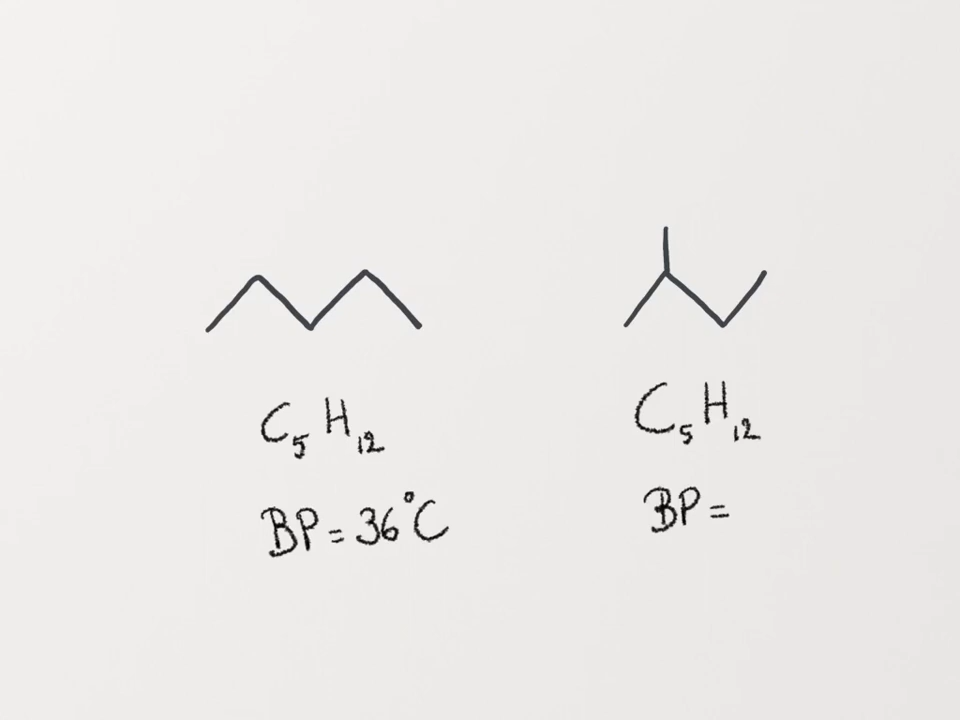 C₅H₁₂
C₅H₁₂
BP = 36°C
BP =